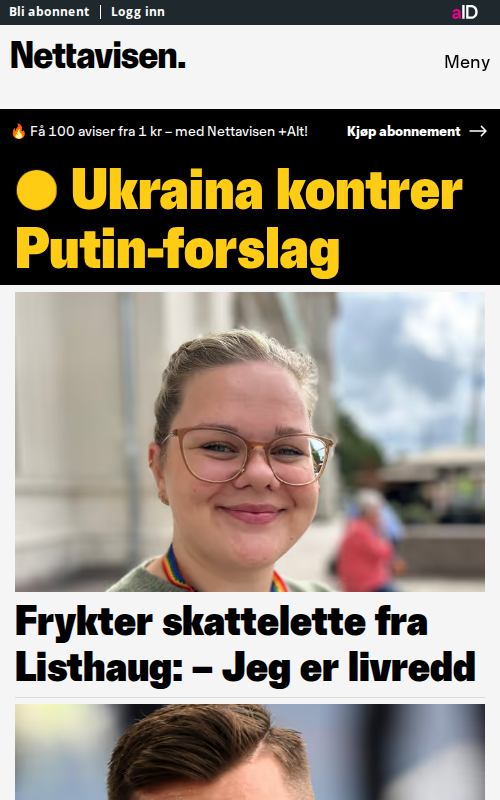 Bli abonnent
Logg inn
aID
Nettavisen.
Meny
🔥 Få 100 aviser fra 1 kr – med Nettavisen +Alt!
Kjøp abonnement →
Ukraina kontrer
Putin-forslag
Frykter skattelette fra
Listhaug: – Jeg er livredd